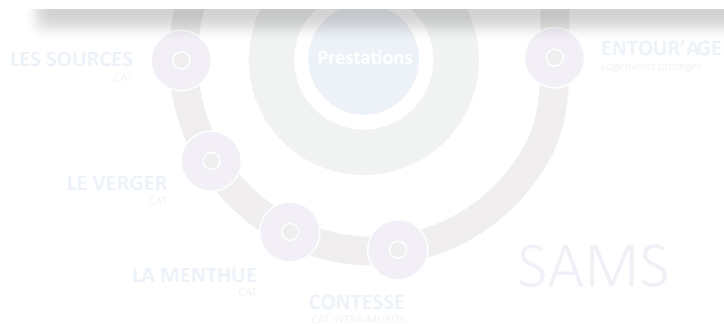 LES SOURCES
CAT
Prestations
ENTOUR'AGE
Logements protégés
LE VERGER
CAT
LA MENTHUE
CAT
SAMS
CONTESSE
CAT INTRA MUROS